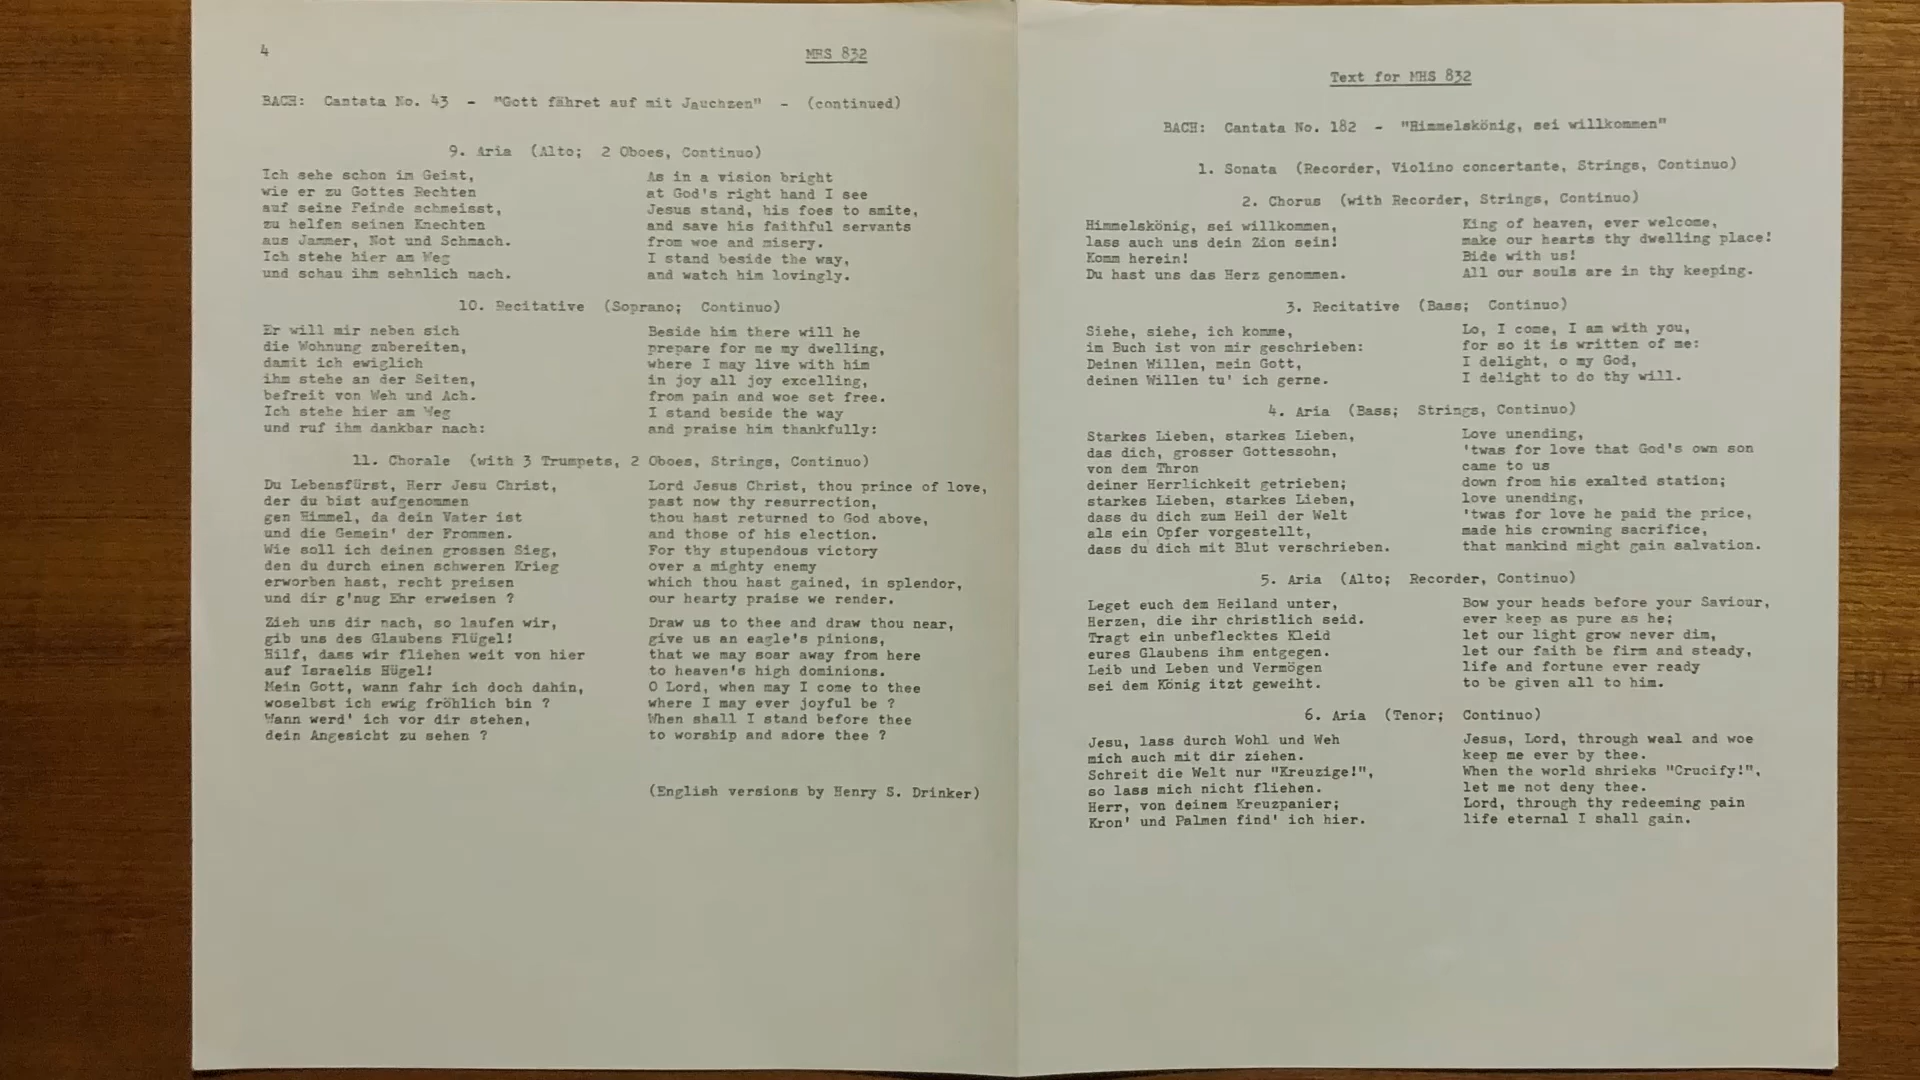 4
MHS 832
BACH: Cantata No. 43 - "Gott fähret auf mit Jauchzen" - (continued)
9. Aria (Alto; 2 Oboes, Continuo)
Ich sehe schon im Geist,
wie er zu Gottes Rechten
auf seine Feinde schmeisst,
zu helfen seinen Knechten
aus Jammer, Not und Schmach.
Ich stehe hier am Weg
und schau ihm sehnlich nach.
As in a vision bright
at God's right hand I see
Jesus stand, his foes to smite,
and save his faithful servants
from woe and misery.
I stand beside the way,
and watch him lovingly.
10. Recitative (Soprano; Continuo)
Er will mir neben sich
die Wohnung zubereiten,
damit ich ewiglich
ihm stehe an der Seiten,
befreit von Weh und Ach.
Ich stehe hier am Weg
und ruf ihm dankbar nach:
Beside him there will he
prepare for me my dwelling,
where I may live with him
in joy all joy excelling,
from pain and woe set free.
I stand beside the way
and praise him thankfully:
11. Chorale (with 3 Trumpets, 2 Oboes, Strings, Continuo)
Du Lebensfürst, Herr Jesu Christ,
der du bist aufgenommen
gen Himmel, da dein Vater ist
und die Gemein' der Frommen.
Wie soll ich deinen grossen Sieg,
den du durch einen schweren Krieg
erworben hast, recht preisen
und dir g'nug Ehr erweisen ?
Lord Jesus Christ, thou prince of love,
past now thy resurrection,
thou hast returned to God above,
and those of his election.
For thy stupendous victory
over a mighty enemy
which thou hast gained, in splendor,
our hearty praise we render.
Zieh uns dir nach, so laufen wir,
gib uns des Glaubens Flügel!
Hilf, dass wir fliehen weit von hier
auf Israelis Hügel!
Mein Gott, wann fahr ich doch dahin,
woselbst ich ewig fröhlich bin ?
Wann werd' ich vor dir stehen,
dein Angesicht zu sehen ?
Draw us to thee and draw thou near,
give us an eagle's pinions,
that we may soar away from here
to heaven's high dominions.
O Lord, when may I come to thee
where I may ever joyful be ?
When shall I stand before thee
to worship and adore thee ?
(English versions by Henry S. Drinker)
Text for MHS 832
BACH: Cantata No. 182 - "Himmelskönig, sei willkommen"
1. Sonata (Recorder, Violino concertante, Strings, Continuo)
2. Chorus (with Recorder, Strings, Continuo)
Himmelskönig, sei willkommen,
lass auch uns dein Zion sein!
Komm herein!
Du hast uns das Herz genommen.
King of heaven, ever welcome,
make our hearts thy dwelling place!
Bide with us!
All our souls are in thy keeping.
3. Recitative (Bass; Continuo)
Siehe, siehe, ich komme,
im Buch ist von mir geschrieben:
Deinen Willen, mein Gott,
deinen Willen tu' ich gerne.
Lo, I come, I am with you,
for so it is written of me:
I delight, o my God,
I delight to do thy will.
4. Aria (Bass; Strings, Continuo)
Starkes Lieben, starkes Lieben,
das dich, grosser Gottessohn,
von dem Thron
deiner Herrlichkeit getrieben;
starkes Lieben, starkes Lieben,
dass du dich zum Heil der Welt
als ein Opfer vorgestellt,
dass du dich mit Blut verschrieben.
Love unending,
'twas for love that God's own son
came to us
down from his exalted station;
love unending,
'twas for love he paid the price,
made his crowning sacrifice,
that mankind might gain salvation.
5. Aria (Alto; Recorder, Continuo)
Leget euch dem Heiland unter,
Herzen, die ihr christlich seid.
Tragt ein unbeflecktes Kleid
eures Glaubens ihm entgegen.
Leib und Leben und Vermögen
sei dem König itzt geweiht.
Bow your heads before your Saviour,
ever keep as pure as he;
let our light grow never dim,
let our faith be firm and steady,
life and fortune ever ready
to be given all to him.
6. Aria (Tenor; Continuo)
Jesu, lass durch Wohl und Weh
mich auch mit dir ziehen.
Schreit die Welt nur "Kreuzige!",
so lass mich nicht fliehen.
Herr, von deinem Kreuzpanier;
Kron' und Palmen find' ich hier.
Jesus, Lord, through weal and woe
keep me ever by thee.
When the world shrieks "Crucify!",
let me not deny thee.
Lord, through thy redeeming pain
life eternal I shall gain.